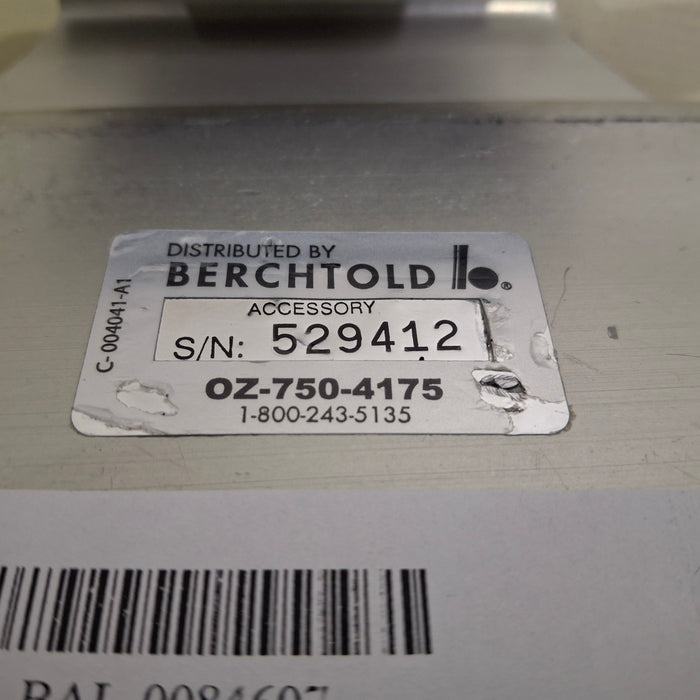 DISTRIBUTED BY
BERCHTOLD b.®
C-004041-A1
ACCESSORY
S/N: 529412
OZ-750-4175
1-800-243-5135